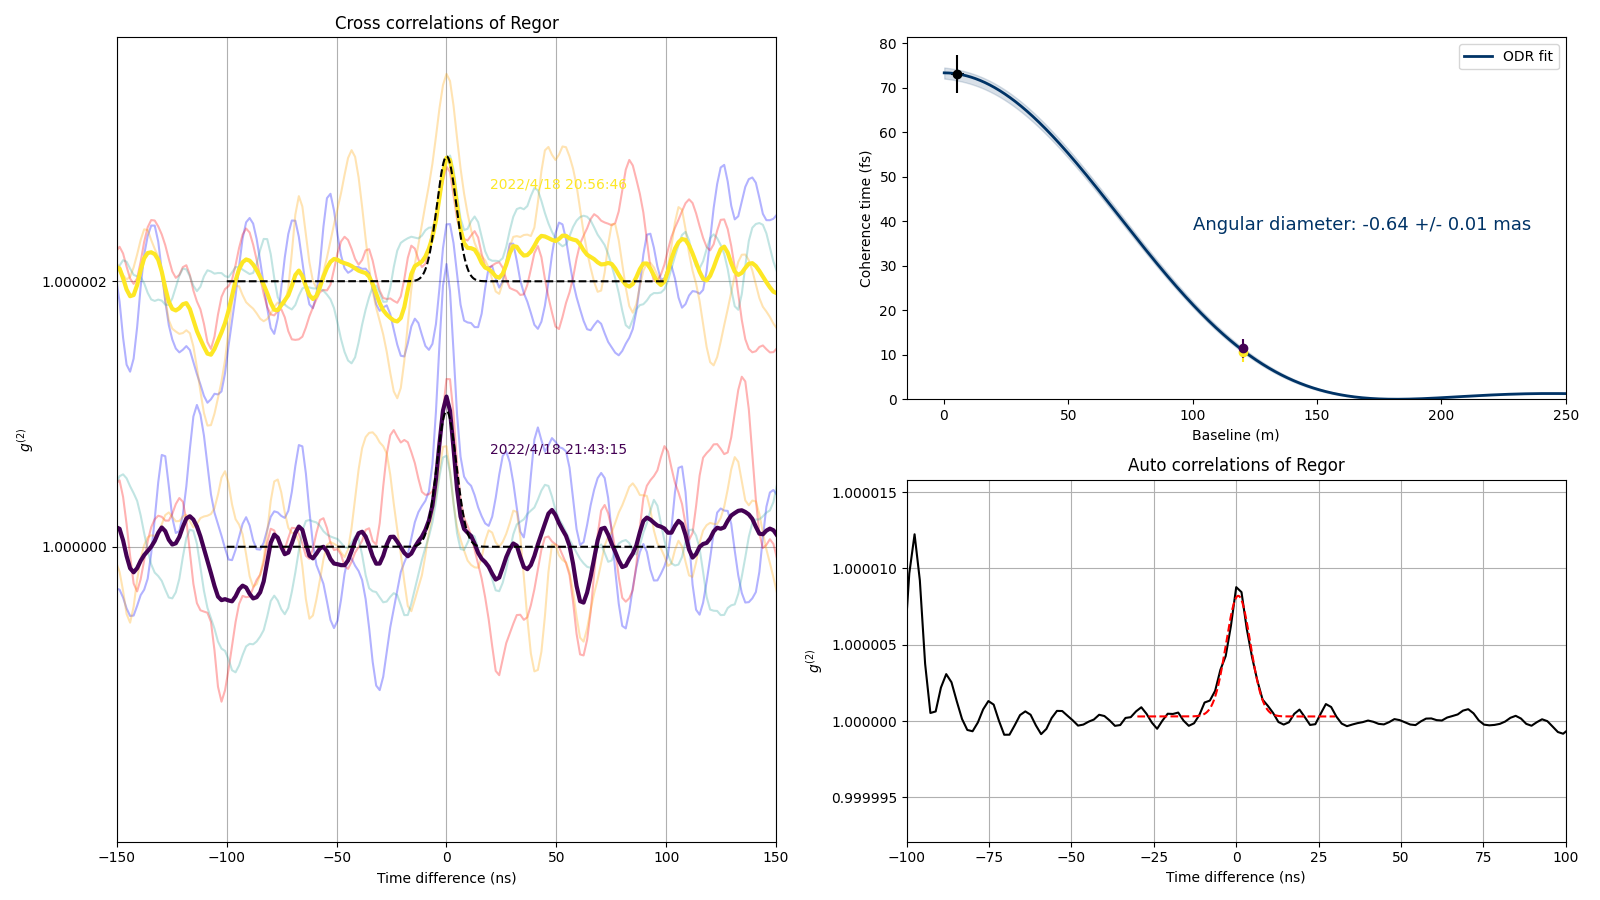 Cross correlations of Regor
2022/4/18 20:56:46
1.000002
g(2)
2022/4/18 21:43:15
1.000000
−150 −100 −50 0 50 100 150
Time difference (ns)
80
70
60
50
40
30
20
10
0
Coherence time (fs)
ODR fit
Angular diameter: -0.64 +/- 0.01 mas
0 50 100 150 200 250
Baseline (m)
Auto correlations of Regor
1.000015
1.000010
1.000005
1.000000
0.999995
g(2)
−100 −75 −50 −25 0 25 50 75 100
Time difference (ns)